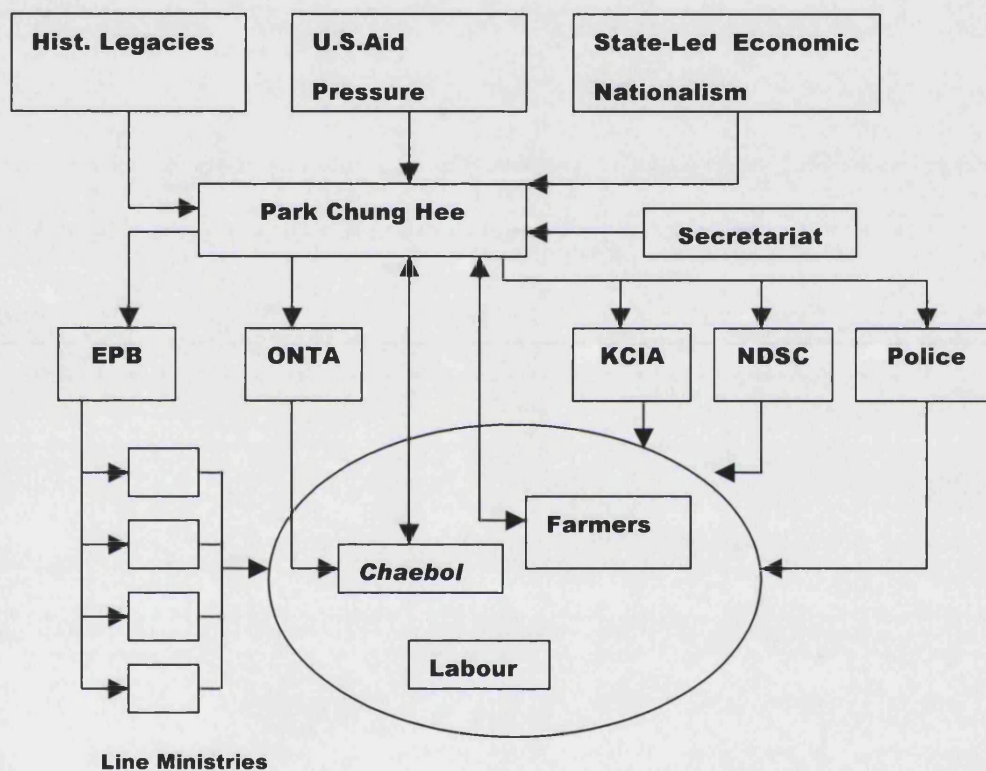 Hist. Legacies
U.S.Aid
Pressure
State-Led Economic
Nationalism
Park Chung Hee
Secretariat
EPB
ONTA
KCIA
NDSC
Police
Farmers
Chaebol
Labour
Line Ministries